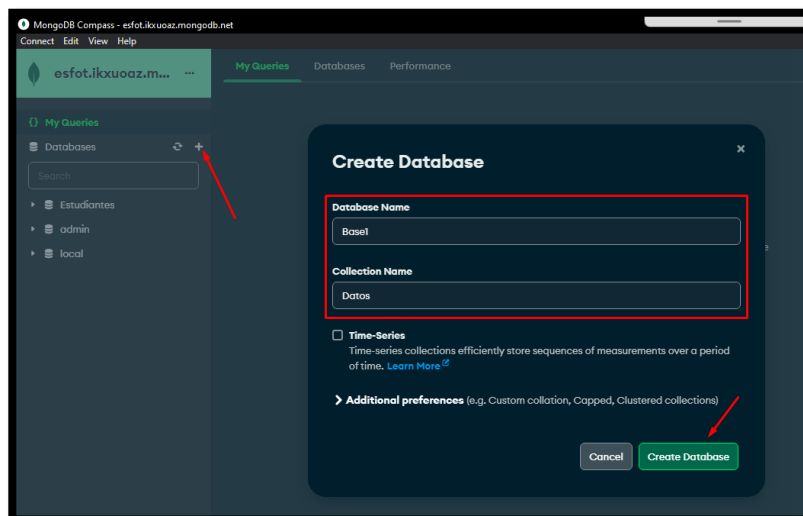 MongoDB Compass - esfot.ikxuoaz.mongodb.net
Connect Edit View Help
esfot.ikxuoaz.m... ...
My Queries Databases Performance
{} My Queries
Databases
Search
Estudiantes
admin
local
Create Database
Database Name
Base1
Collection Name
Datos
Time-Series
Time-series collections efficiently store sequences of measurements over a period
of time. Learn More
Additional preferences (e.g. Custom collation, Capped, Clustered collections)
Cancel Create Database